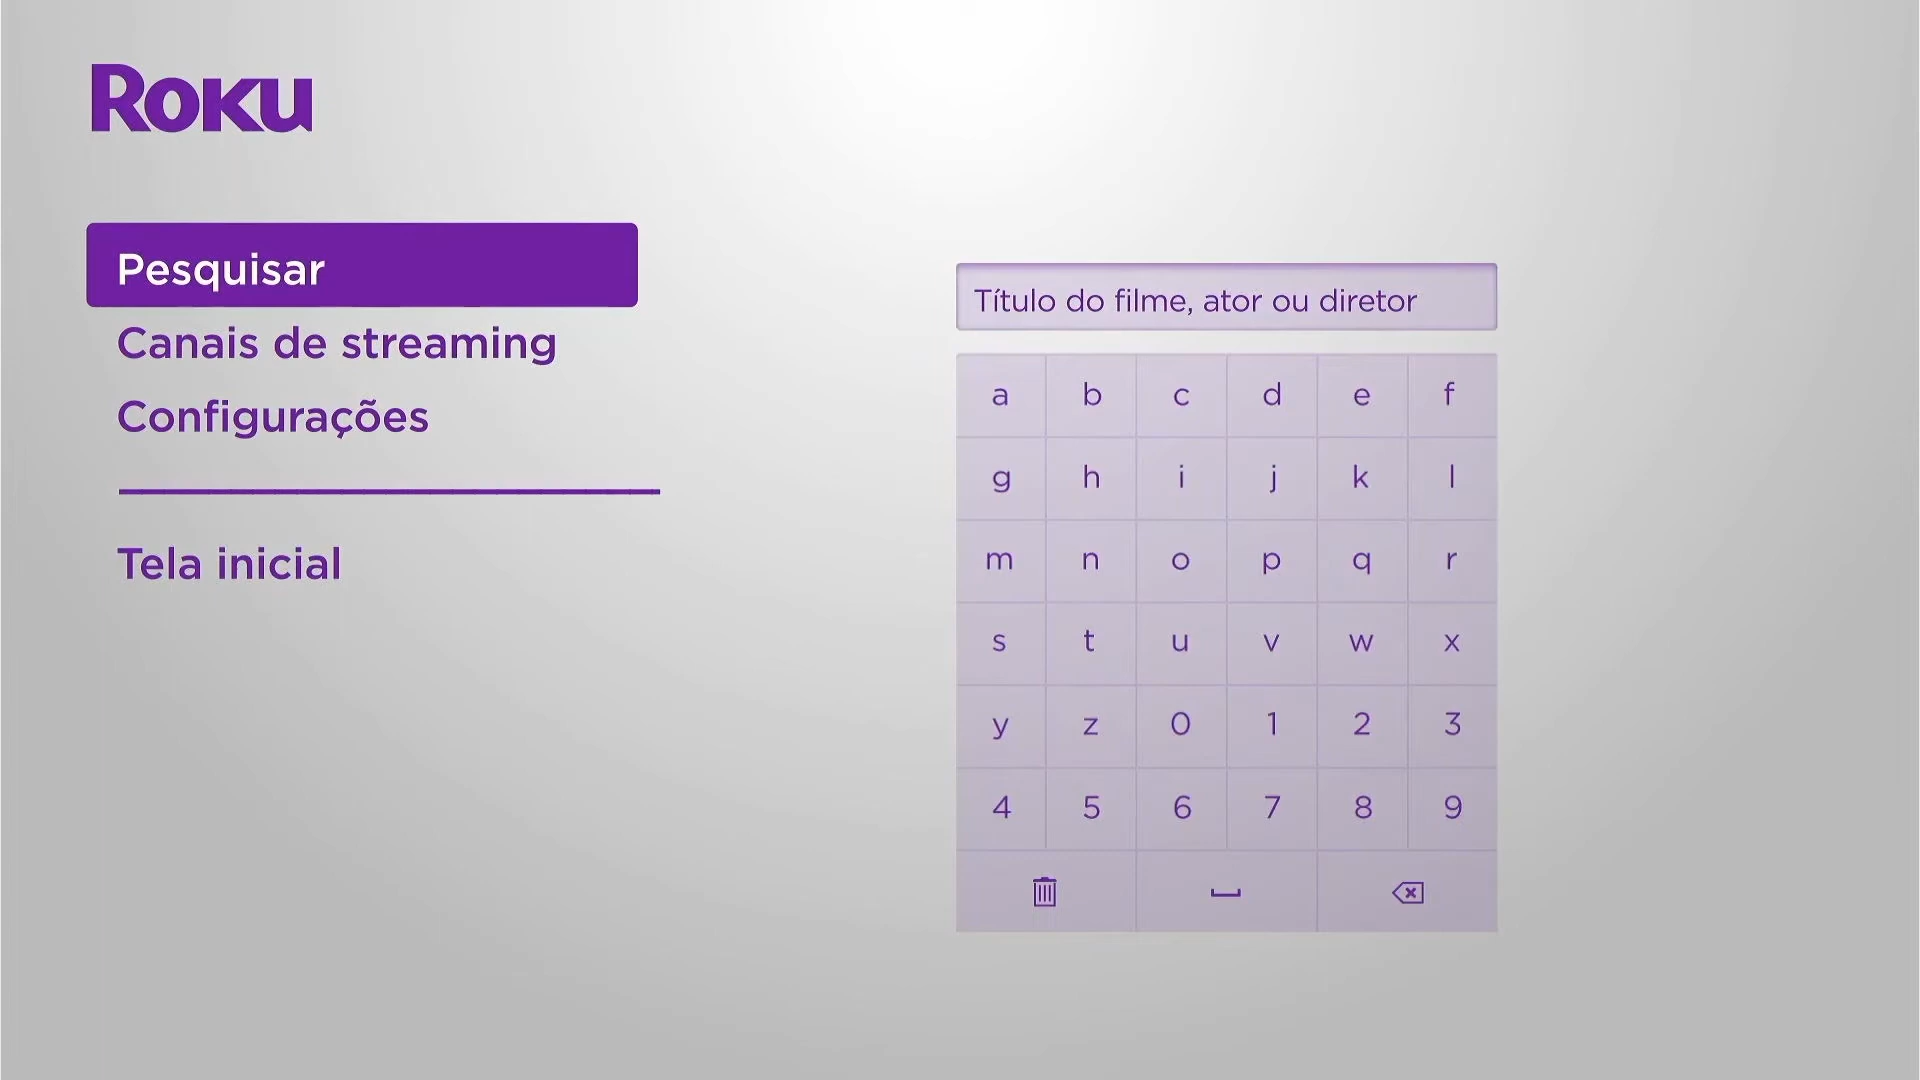 Roku
Pesquisar
Canais de streaming
Configurações
Tela inicial
Título do filme, ator ou diretor
a b c d e f
g h i j k l
m n o p q r
s t u v w x
y z 0 1 2 3
4 5 6 7 8 9